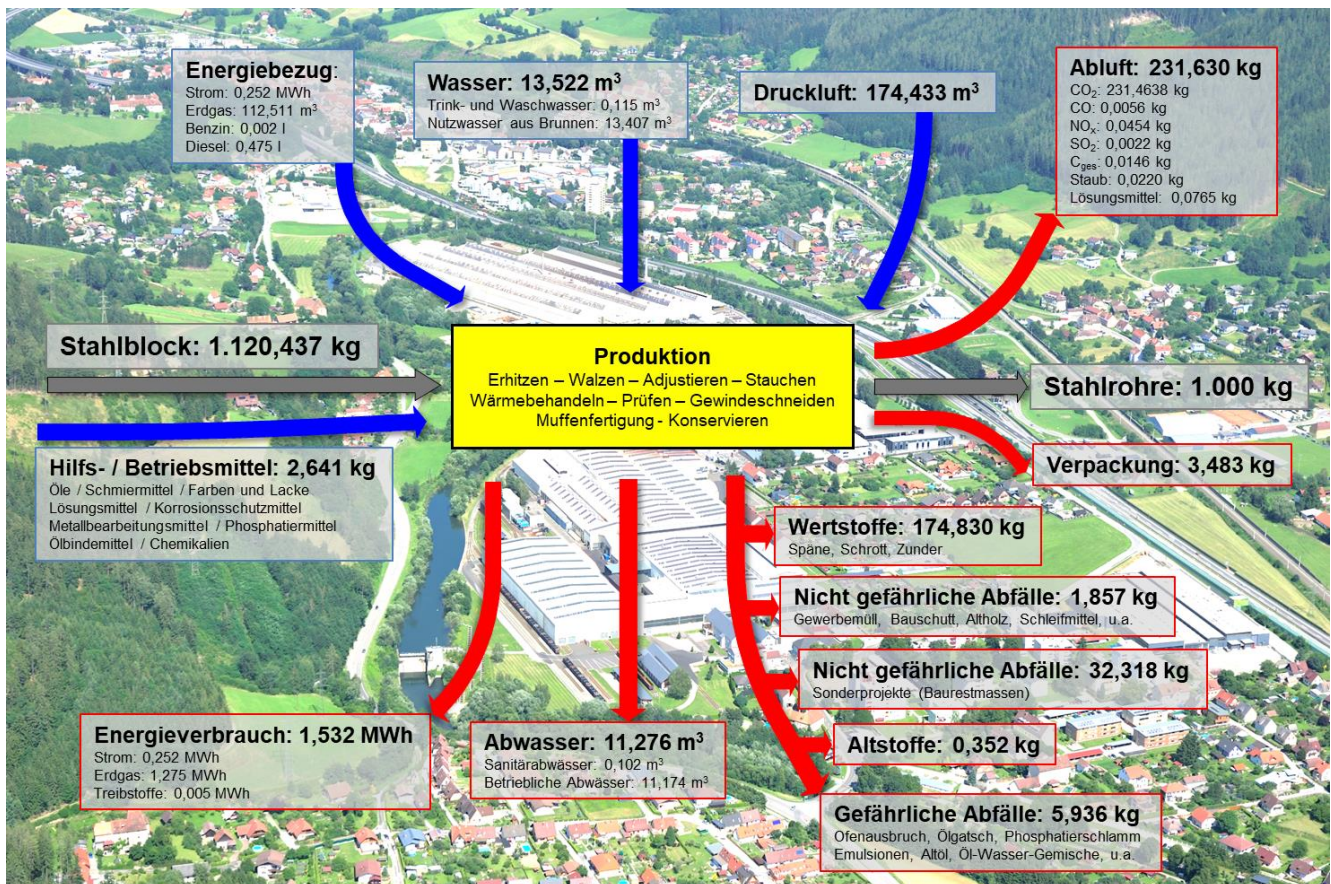 Energiebezug:
Strom: 0,252 MWh
Erdgas: 112,511 m³
Benzin: 0,002 l
Diesel: 0,475 l
Wasser: 13,522 m³
Trink- und Waschwasser: 0,115 m³
Nutzwasser aus Brunnen: 13,407 m³
Druckluft: 174,433 m³
Abluft: 231,630 kg
CO₂: 231,4638 kg
CO: 0,0056 kg
NOₓ: 0,0454 kg
SO₂: 0,0022 kg
C_ges: 0,0146 kg
Staub: 0,0220 kg
Lösungsmittel: 0,0765 kg
Stahlblock: 1.120,437 kg
Produktion
Erhitzen – Walzen – Adjustieren – Stauchen
Wärmebehandeln – Prüfen – Gewindeschneiden
Muffenfertigung - Konservieren
Stahlrohre: 1.000 kg
Hilfs- / Betriebsmittel: 2,641 kg
Öle / Schmiermittel / Farben und Lacke
Lösungsmittel / Korrosionsschutzmittel
Metallbearbeitungsmittel / Phosphatiermittel
Ölbindemittel / Chemikalien
Verpackung: 3,483 kg
Wertstoffe: 174,830 kg
Späne, Schrott, Zunder
Nicht gefährliche Abfälle: 1,857 kg
Gewerbemüll, Bauschutt, Altholz, Schleifmittel, u.a.
Nicht gefährliche Abfälle: 32,318 kg
Sonderprojekte (Baurestmassen)
Altstoffe: 0,352 kg
Energieverbrauch: 1,532 MWh
Strom: 0,252 MWh
Erdgas: 1,275 MWh
Treibstoffe: 0,005 MWh
Abwasser: 11,276 m³
Sanitärabwässer: 0,102 m³
Betriebliche Abwässer: 11,174 m³
Gefährliche Abfälle: 5,936 kg
Ofenausbruch, Ölgatsch, Phosphatierschlamm
Emulsionen, Altöl, Öl-Wasser-Gemische, u.a.